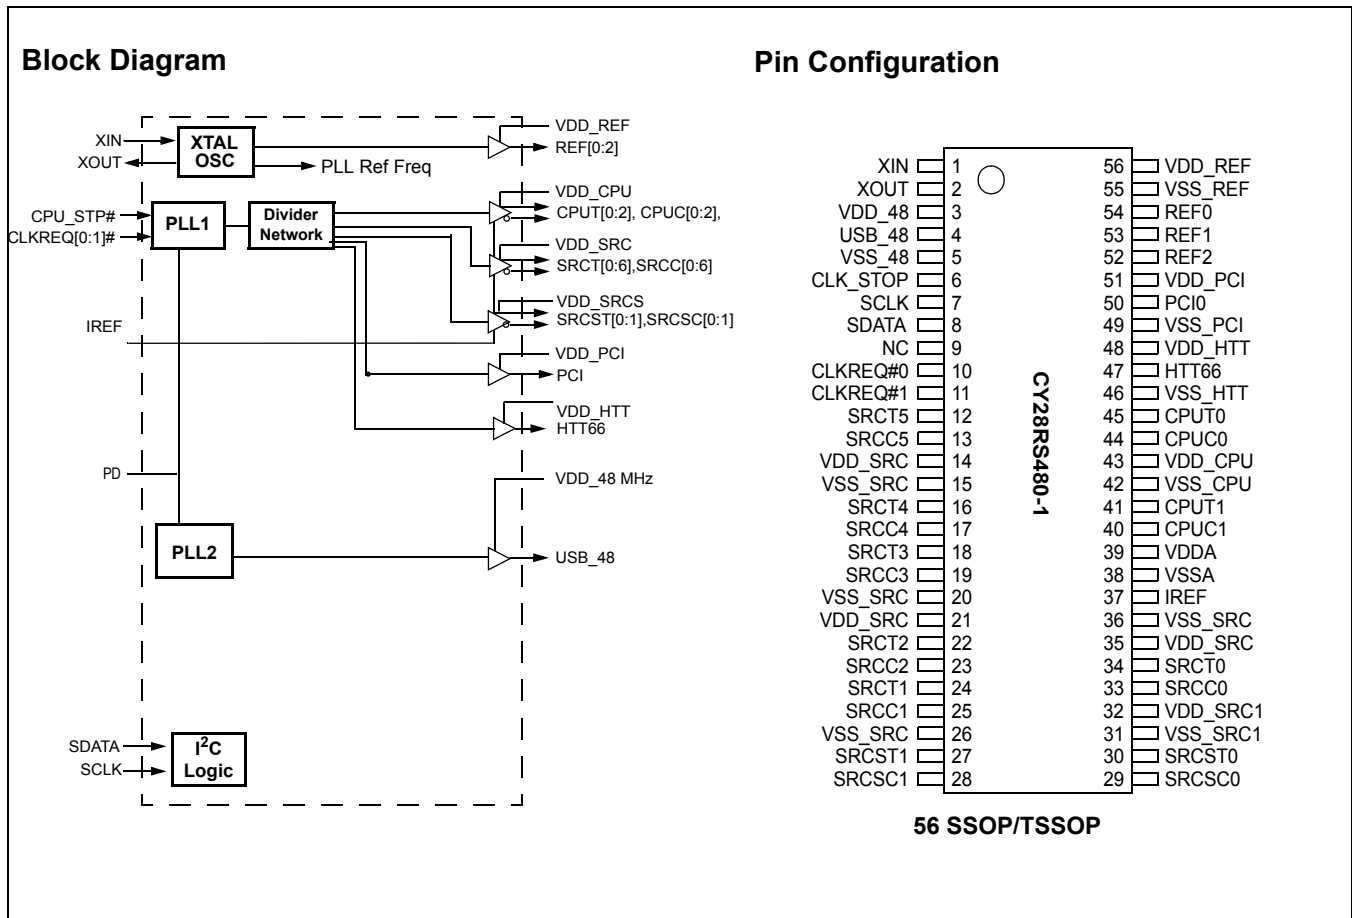 Block Diagram
XIN
XOUT
XTAL
OSC
PLL Ref Freq
VDD_REF
REF[0:2]
CPU_STP#
CLKREQ[0:1]#
PLL1
Divider
Network
VDD_CPU
CPUT[0:2], CPUC[0:2],
VDD_SRC
SRCT[0:6],SRCC[0:6]
VDD_SRCS
SRCST[0:1],SRCSC[0:1]
IREF
VDD_PCI
PCI
VDD_HTT
HTT66
PD
VDD_48 MHz
PLL2
USB_48
SDATA
SCLK
I2C
Logic
Pin Configuration
XIN 1 56 VDD_REF
XOUT 2 55 VSS_REF
VDD_48 3 54 REF0
USB_48 4 53 REF1
VSS_48 5 52 REF2
CLK_STOP 6 51 VDD_PCI
SCLK 7 50 PCI0
SDATA 8 49 VSS_PCI
NC 9 48 VDD_HTT
CLKREQ#0 10 47 HTT66
CLKREQ#1 11 46 VSS_HTT
SRCT5 12 45 CPUT0
SRCC5 13 44 CPUC0
VDD_SRC 14 43 VDD_CPU
VSS_SRC 15 42 VSS_CPU
SRCT4 16 41 CPUT1
SRCC4 17 40 CPUC1
SRCT3 18 39 VDDA
SRCC3 19 38 VSSA
VSS_SRC 20 37 IREF
VDD_SRC 21 36 VSS_SRC
SRCT2 22 35 VDD_SRC
SRCC2 23 34 SRCT0
SRCT1 24 33 SRCC0
SRCC1 25 32 VDD_SRC1
VSS_SRC 26 31 VSS_SRC1
SRCST1 27 30 SRCST0
SRCSC1 28 29 SRCSC0
CY28RS480-1
56 SSOP/TSSOP